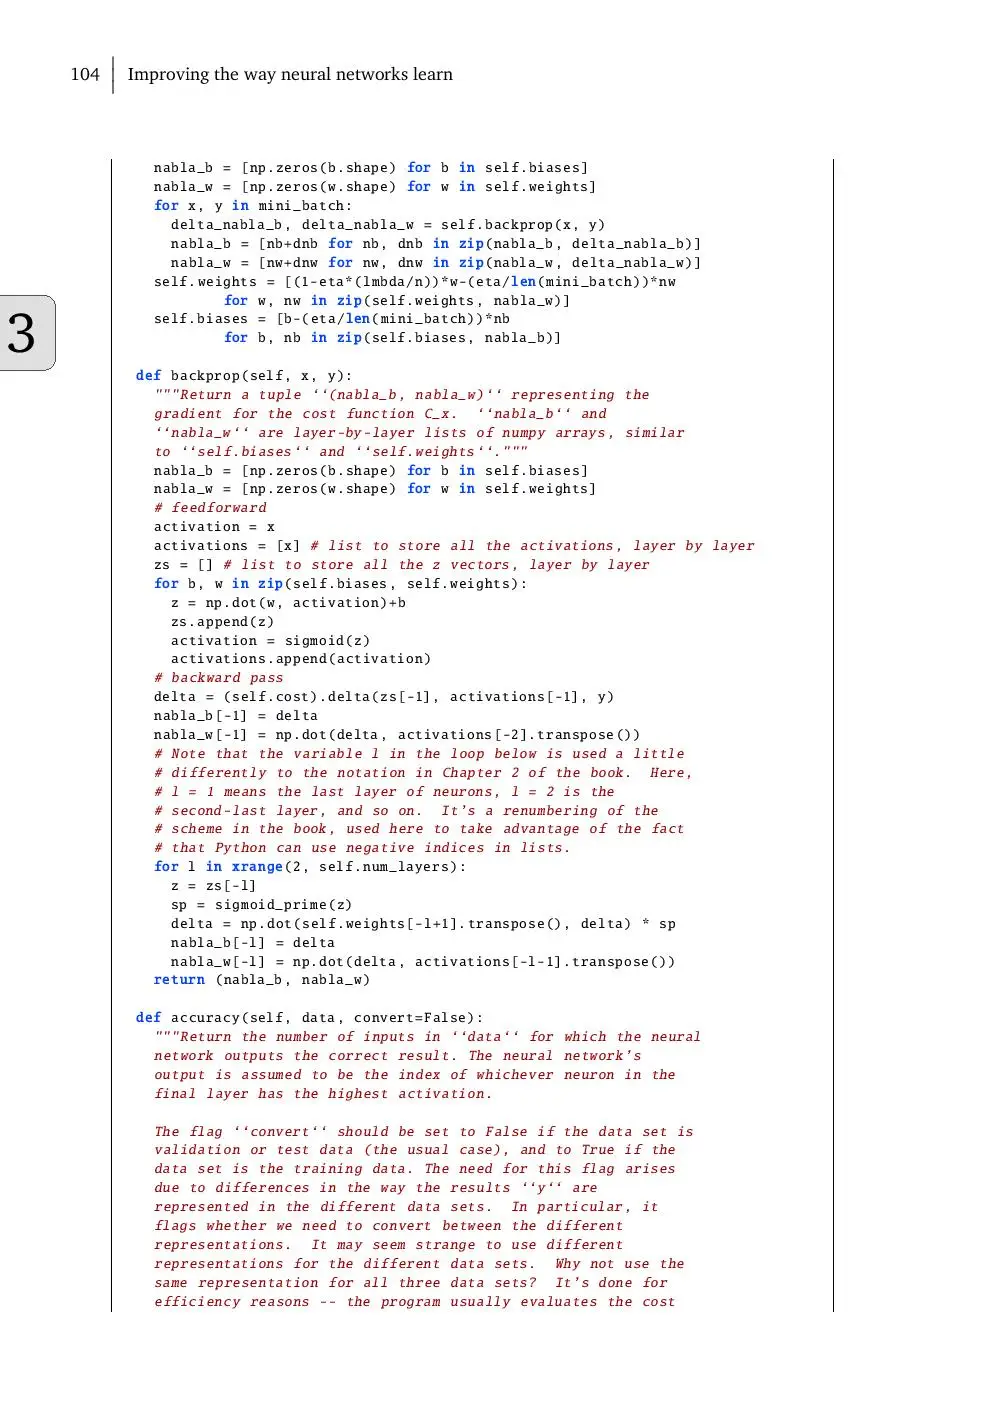 104 Improving the way neural networks learn
nabla_b = [np.zeros(b.shape) for b in self.biases]
nabla_w = [np.zeros(w.shape) for w in self.weights]
for x, y in mini_batch:
delta_nabla_b, delta_nabla_w = self.backprop(x, y)
nabla_b = [nb+dnb for nb, dnb in zip(nabla_b, delta_nabla_b)]
nabla_w = [nw+dnw for nw, dnw in zip(nabla_w, delta_nabla_w)]
self.weights = [(1-eta*(lmbda/n))*w-(eta/len(mini_batch))*nw
for w, nw in zip(self.weights, nabla_w)]
self.biases = [b-(eta/len(mini_batch))*nb
3
for b, nb in zip(self.biases, nabla_b)]
def backprop(self, x, y):
"""Return a tuple ‘‘(nabla_b, nabla_w)‘‘ representing the
gradient for the cost function C_x. ‘‘nabla_b‘‘ and
‘‘nabla_w‘‘ are layer-by-layer lists of numpy arrays, similar
to ‘‘self.biases‘‘ and ‘‘self.weights‘‘."""
nabla_b = [np.zeros(b.shape) for b in self.biases]
nabla_w = [np.zeros(w.shape) for w in self.weights]
# feedforward
activation = x
activations = [x] # list to store all the activations, layer by layer
zs = [] # list to store all the z vectors, layer by layer
for b, w in zip(self.biases, self.weights):
z = np.dot(w, activation)+b
zs.append(z)
activation = sigmoid(z)
activations.append(activation)
# backward pass
delta = (self.cost).delta(zs[-1], activations[-1], y)
nabla_b[-1] = delta
nabla_w[-1] = np.dot(delta, activations[-2].transpose())
# Note that the variable l in the loop below is used a little
# differently to the notation in Chapter 2 of the book. Here,
# l = 1 means the last layer of neurons, l = 2 is the
# second-last layer, and so on. It’s a renumbering of the
# scheme in the book, used here to take advantage of the fact
# that Python can use negative indices in lists.
for l in xrange(2, self.num_layers):
z = zs[-l]
sp = sigmoid_prime(z)
delta = np.dot(self.weights[-l+1].transpose(), delta) * sp
nabla_b[-l] = delta
nabla_w[-l] = np.dot(delta, activations[-l-1].transpose())
return (nabla_b, nabla_w)
def accuracy(self, data, convert=False):
"""Return the number of inputs in ‘‘data‘‘ for which the neural
network outputs the correct result. The neural network’s
output is assumed to be the index of whichever neuron in the
final layer has the highest activation.
The flag ‘‘convert‘‘ should be set to False if the data set is
validation or test data (the usual case), and to True if the
data set is the training data. The need for this flag arises
due to differences in the way the results ‘‘y‘‘ are
represented in the different data sets. In particular, it
flags whether we need to convert between the different
representations. It may seem strange to use different
representations for the different data sets. Why not use the
same representation for all three data sets? It’s done for
efficiency reasons -- the program usually evaluates the cost